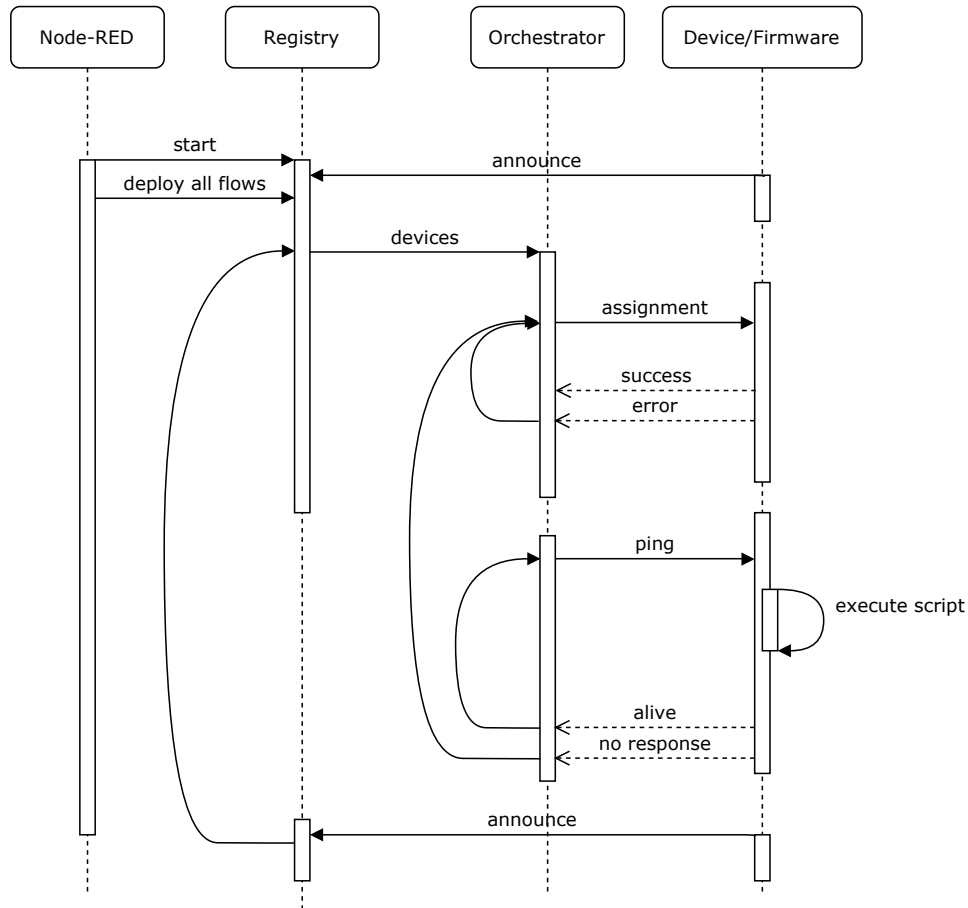 Node-RED
Registry
Orchestrator
Device/Firmware
start
announce
deploy all flows
devices
assignment
success
error
ping
execute script
alive
no response
announce